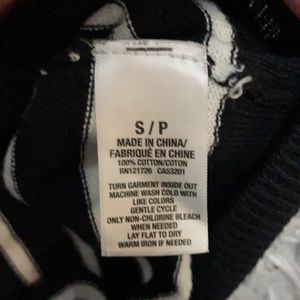 S / P
MADE IN CHINA/
FABRIQUÉ EN CHINE
100% COTTON/COTON
RN121726 CA53201
TURN GARMENT INSIDE OUT
MACHINE WASH COLD WITH
LIKE COLORS
GENTLE CYCLE
ONLY NON-CHLORINE BLEACH
WHEN NEEDED
LAY FLAT TO DRY
WARM IRON IF NEEDED